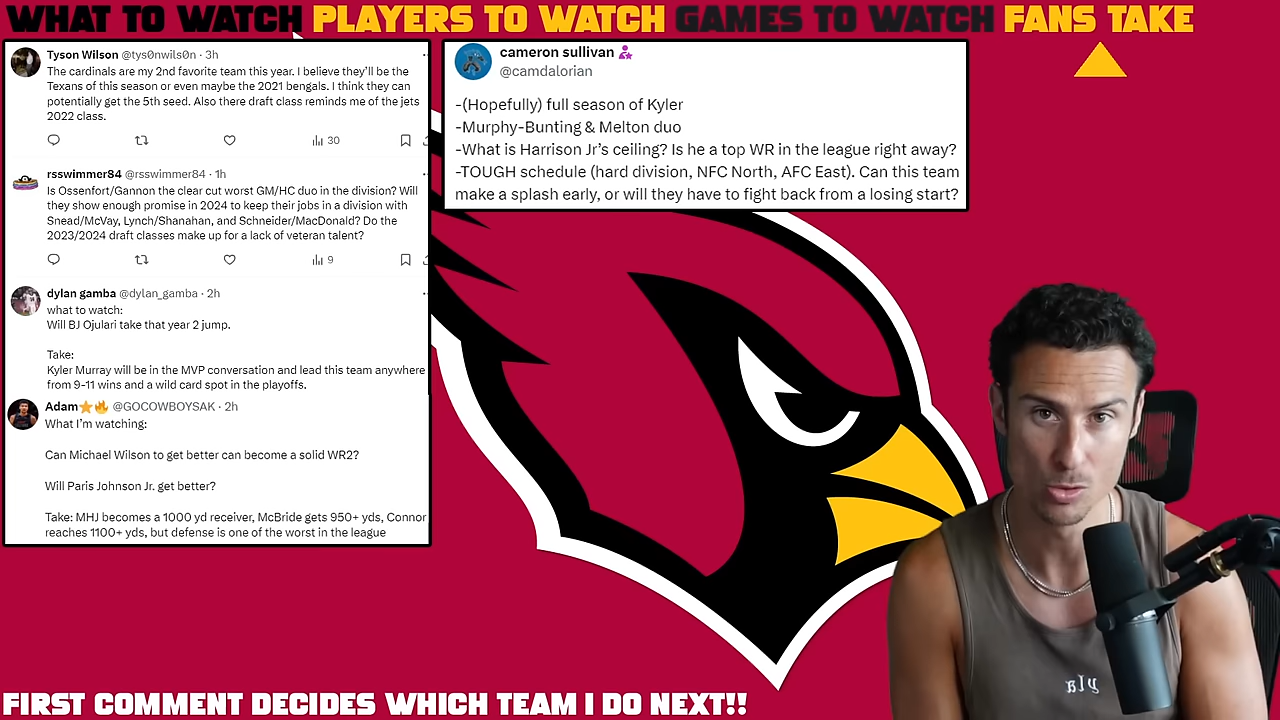 WHAT TO WATCH PLAYERS TO WATCH GAMES TO WATCH FANS TAKE
Tyson Wilson @tys0nwils0n · 3h
The cardinals are my 2nd favorite team this year. I believe they'll be the
Texans of this season or even maybe the 2021 bengals. I think they can
potentially get the 5th seed. Also there draft class reminds me of the jets
2022 class.
30
rsswimmer84 @rsswimmer84 · 1h
Is Ossenfort/Gannon the clear cut worst GM/HC duo in the division? Will
they show enough promise in 2024 to keep their jobs in a division with
Snead/McVay, Lynch/Shanahan, and Schneider/MacDonald? Do the
2023/2024 draft classes make up for a lack of veteran talent?
9
dylan gamba @dylan_gamba · 2h
what to watch:
Will BJ Ojulari take that year 2 jump.
Take:
Kyler Murray will be in the MVP conversation and lead this team anywhere
from 9-11 wins and a wild card spot in the playoffs.
Adam⭐🔥 @GOCOWBOYSAK · 2h
What I'm watching:
Can Michael Wilson to get better can become a solid WR2?
Will Paris Johnson Jr. get better?
Take: MHJ becomes a 1000 yd receiver, McBride gets 950+ yds, Connor
reaches 1100+ yds, but defense is one of the worst in the league
cameron sullivan
@camdalorian
-(Hopefully) full season of Kyler
-Murphy-Bunting & Melton duo
-What is Harrison Jr's ceiling? Is he a top WR in the league right away?
-TOUGH schedule (hard division, NFC North, AFC East). Can this team
make a splash early, or will they have to fight back from a losing start?
FIRST COMMENT DECIDES WHICH TEAM I DO NEXT!!